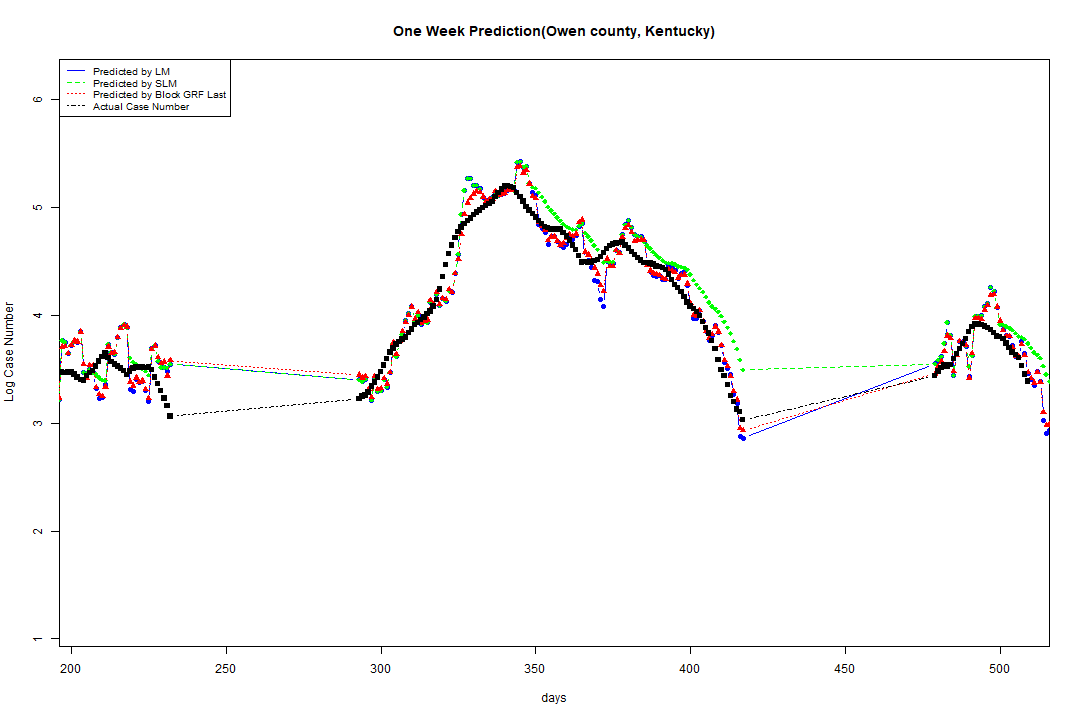 One Week Prediction(Owen county, Kentucky)
Predicted by LM
Predicted by SLM
Predicted by Block GRF Last
Actual Case Number
6
5
4
3
2
1
Log Case Number
200 250 300 350 400 450 500
days